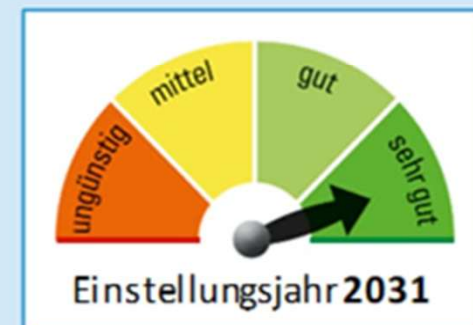 ungünstig
mittel
gut
sehr gut
Einstellungsjahr 2031